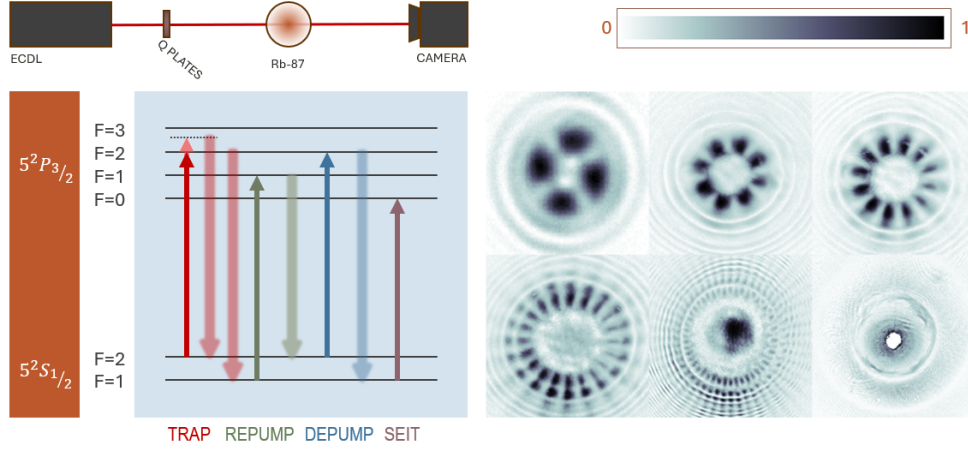 0
1
ECDL
Q PLATES
Rb-87
CAMERA
F=3
5²P₃/₂
F=2
F=1
F=0
5²S₁/₂
F=2
F=1
TRAP REPUMP DEPUMP SEIT